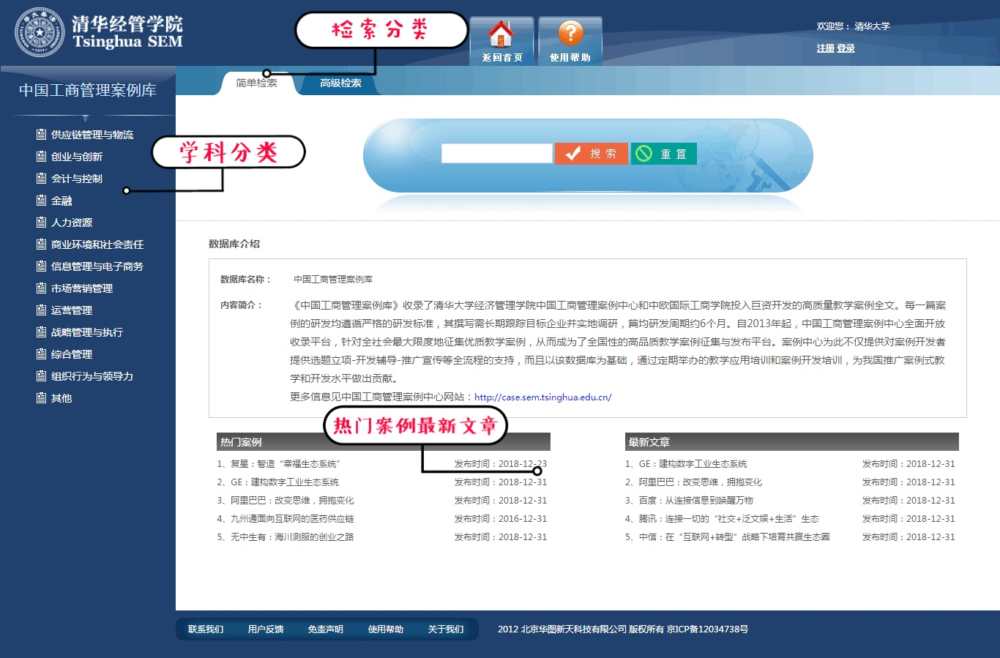 清华经管学院
Tsinghua SEM
检索分类
返回首页
使用帮助
欢迎您： 清华大学
注册 登录
中国工商管理案例库
简单检索
高级检索
供应链管理与物流
创业与创新
会计与控制
金融
人力资源
商业环境和社会责任
信息管理与电子商务
市场营销管理
运营管理
战略管理与执行
综合管理
组织行为与领导力
其他
学科分类
搜 索
重 置
数据库介绍
数据库名称： 中国工商管理案例库
内容简介： 《中国工商管理案例库》收录了清华大学经济管理学院中国工商管理案例中心和中欧国际工商学院投入巨资开发的高质量教学案例全文。每一篇案
例的研发均遵循严格的研发标准，其撰写需长期跟踪目标企业并实地调研，篇均研发周期约6个月。自2013年起，中国工商管理案例中心全面开放
收录平台，针对全社会最大限度地征集优质教学案例，从而成为了全国性的高品质教学案例征集与发布平台。案例中心为此不仅提供对案例开发者
提供选题立项-开发辅导-推广宣传等全流程的支持，而且以该数据库为基础，通过定期举办的教学应用培训和案例开发培训，为我国推广案例式教
学和开发水平做出贡献。
更多信息见中国工商管理案例中心网站：http://case.sem.tsinghua.edu.cn/
热门案例最新文章
热门案例
1、复星：智造“幸福生态系统” 发布时间：2018-12-23
2、GE：建构数字工业生态系统 发布时间：2018-12-31
3、阿里巴巴：改变思维，拥抱变化 发布时间：2018-12-31
4、九州通面向互联网的医药供应链 发布时间：2016-12-31
5、无中生有：海川测服的创业之路 发布时间：2018-12-31
最新文章
1、GE：建构数字工业生态系统 发布时间：2018-12-31
2、阿里巴巴：改变思维，拥抱变化 发布时间：2018-12-31
3、百度：从连接信息到唤醒万物 发布时间：2018-12-31
4、腾讯：连接一切的“社交+泛文娱+生活”生态 发布时间：2018-12-31
5、中信：在“互联网+转型”战略下培育共赢生态圈 发布时间：2018-12-31
联系我们 用户反馈 免责声明 使用帮助 关于我们
2012 北京华图新天科技有限公司 版权所有 京ICP备12034738号